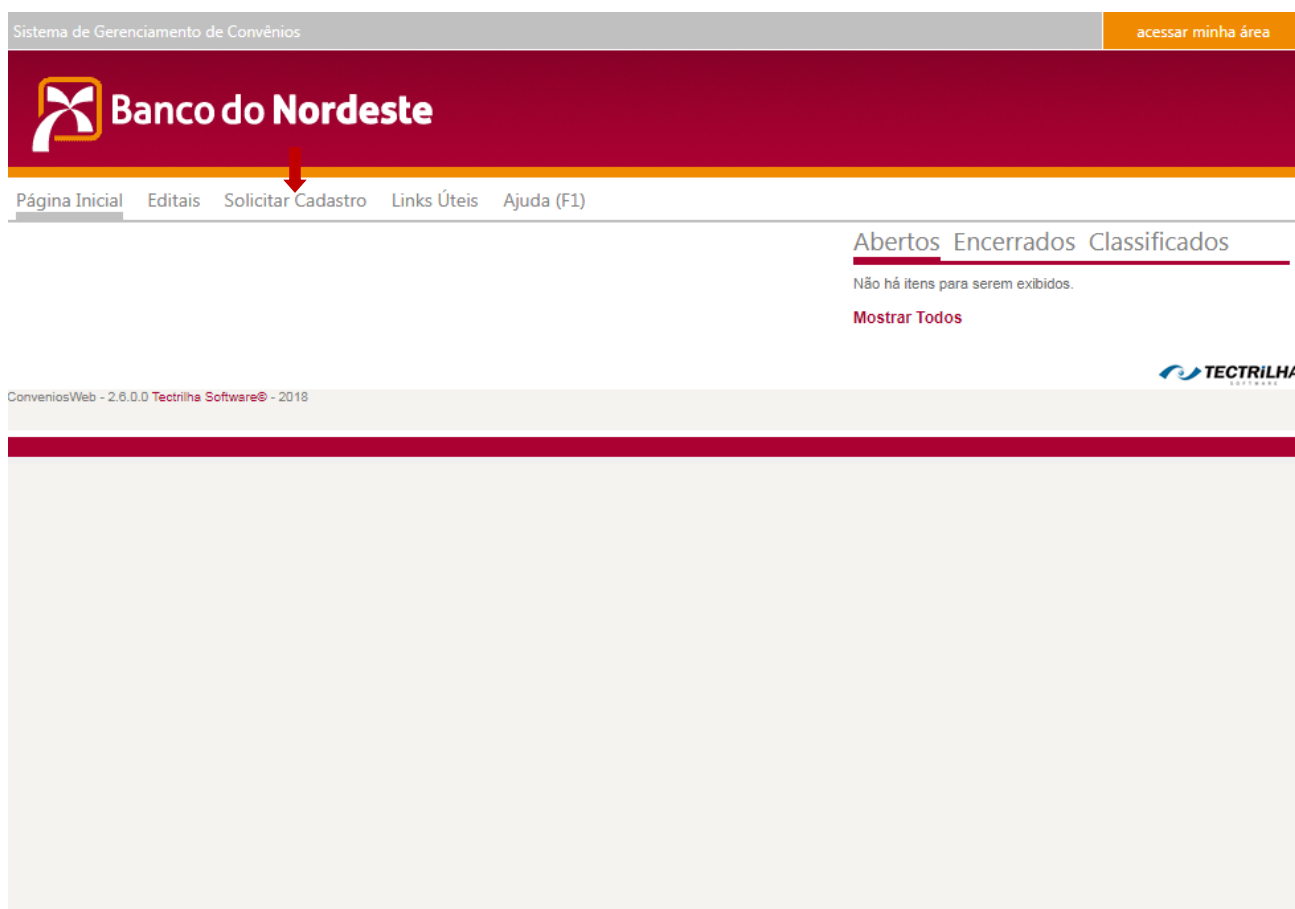 Sistema de Gerenciamento de Convênios
acessar minha área
Banco do Nordeste
Página Inicial Editais Solicitar Cadastro Links Úteis Ajuda (F1)
Abertos Encerrados Classificados
Não há itens para serem exibidos.
Mostrar Todos
TECTRiLHA
SOFTWARE
ConveniosWeb - 2.6.0.0 Tectrilha Software© - 2018